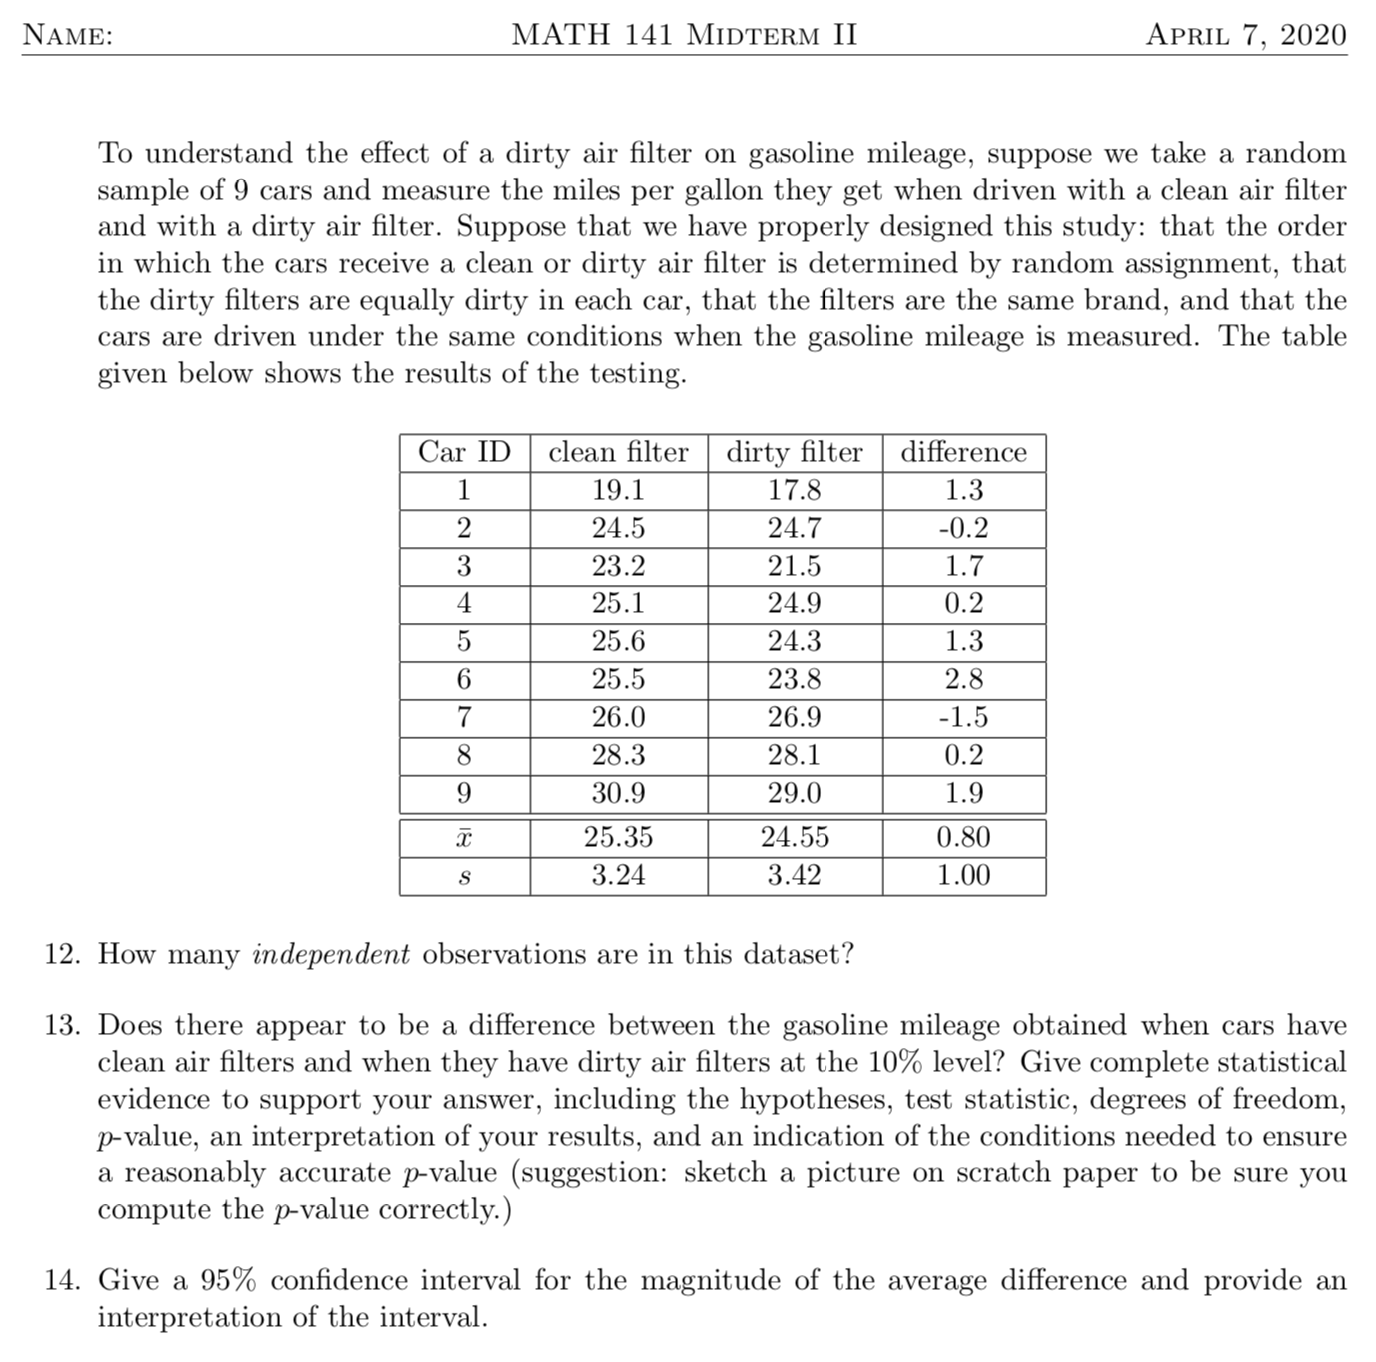 NAME: MATH 141 MIDTERM II APRIL 7, 2020
To understand the effect of a dirty air filter on gasoline mileage, suppose we take a random
sample of 9 cars and measure the miles per gallon they get when driven with a clean air filter
and with a dirty air filter. Suppose that we have properly designed this study: that the order
in which the cars receive a clean or dirty air filter is determined by random assignment, that
the dirty filters are equally dirty in each car, that the filters are the same brand, and that the
cars are driven under the same conditions when the gasoline mileage is measured. The table
given below shows the results of the testing.
Car ID clean filter dirty filter difference
1 19.1 17.8 1.3
2 24.5 24.7 -0.2
3 23.2 21.5 1.7
4 25.1 24.9 0.2
5 25.6 24.3 1.3
6 25.5 23.8 2.8
7 26.0 26.9 -1.5
8 28.3 28.1 0.2
9 30.9 29.0 1.9
x̄ 25.35 24.55 0.80
s 3.24 3.42 1.00
12. How many independent observations are in this dataset?
13. Does there appear to be a difference between the gasoline mileage obtained when cars have
clean air filters and when they have dirty air filters at the 10% level? Give complete statistical
evidence to support your answer, including the hypotheses, test statistic, degrees of freedom,
p-value, an interpretation of your results, and an indication of the conditions needed to ensure
a reasonably accurate p-value (suggestion: sketch a picture on scratch paper to be sure you
compute the p-value correctly.)
14. Give a 95% confidence interval for the magnitude of the average difference and provide an
interpretation of the interval.